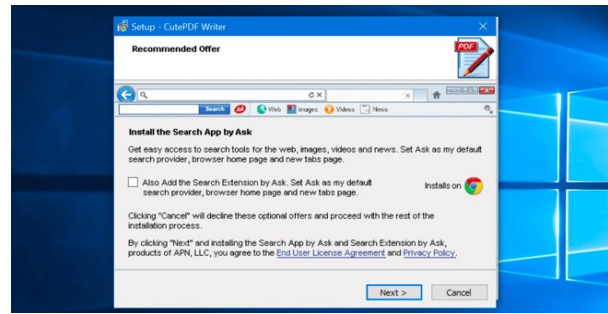 Setup - CutePDF Writer
Recommended Offer
PDF
Search Web Images Videos News
Install the Search App by Ask
Get easy access to search tools for the web, images, videos and news. Set Ask as my default
search provider, browser home page and new tabs page.
Also Add the Search Extension by Ask. Set Ask as my default
search provider, browser home page and new tabs page.
Installs on
Clicking "Cancel" will decline these optional offers and proceed with the rest of the
installation process.
By clicking "Next" and installing the Search App by Ask and Search Extension by Ask,
products of APN, LLC, you agree to the End User License Agreement and Privacy Policy.
Next >
Cancel